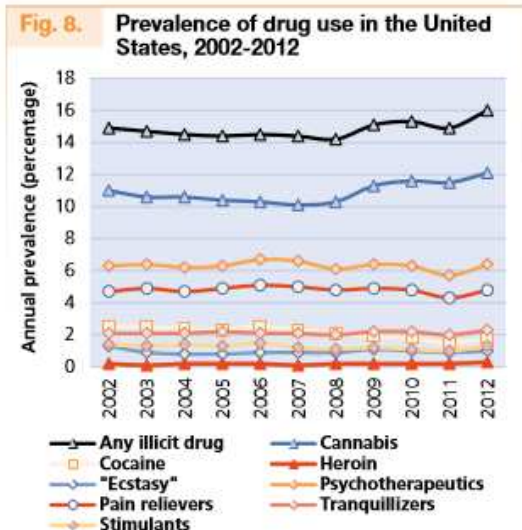 Fig. 8. Prevalence of drug use in the United
States, 2002-2012
Annual prevalence (percentage)
18
16
14
12
10
8
6
4
2
0
2002 2003 2004 2005 2006 2007 2008 2009 2010 2011 2012
Any illicit drug Cannabis
Cocaine Heroin
"Ecstasy" Psychotherapeutics
Pain relievers Tranquillizers
Stimulants